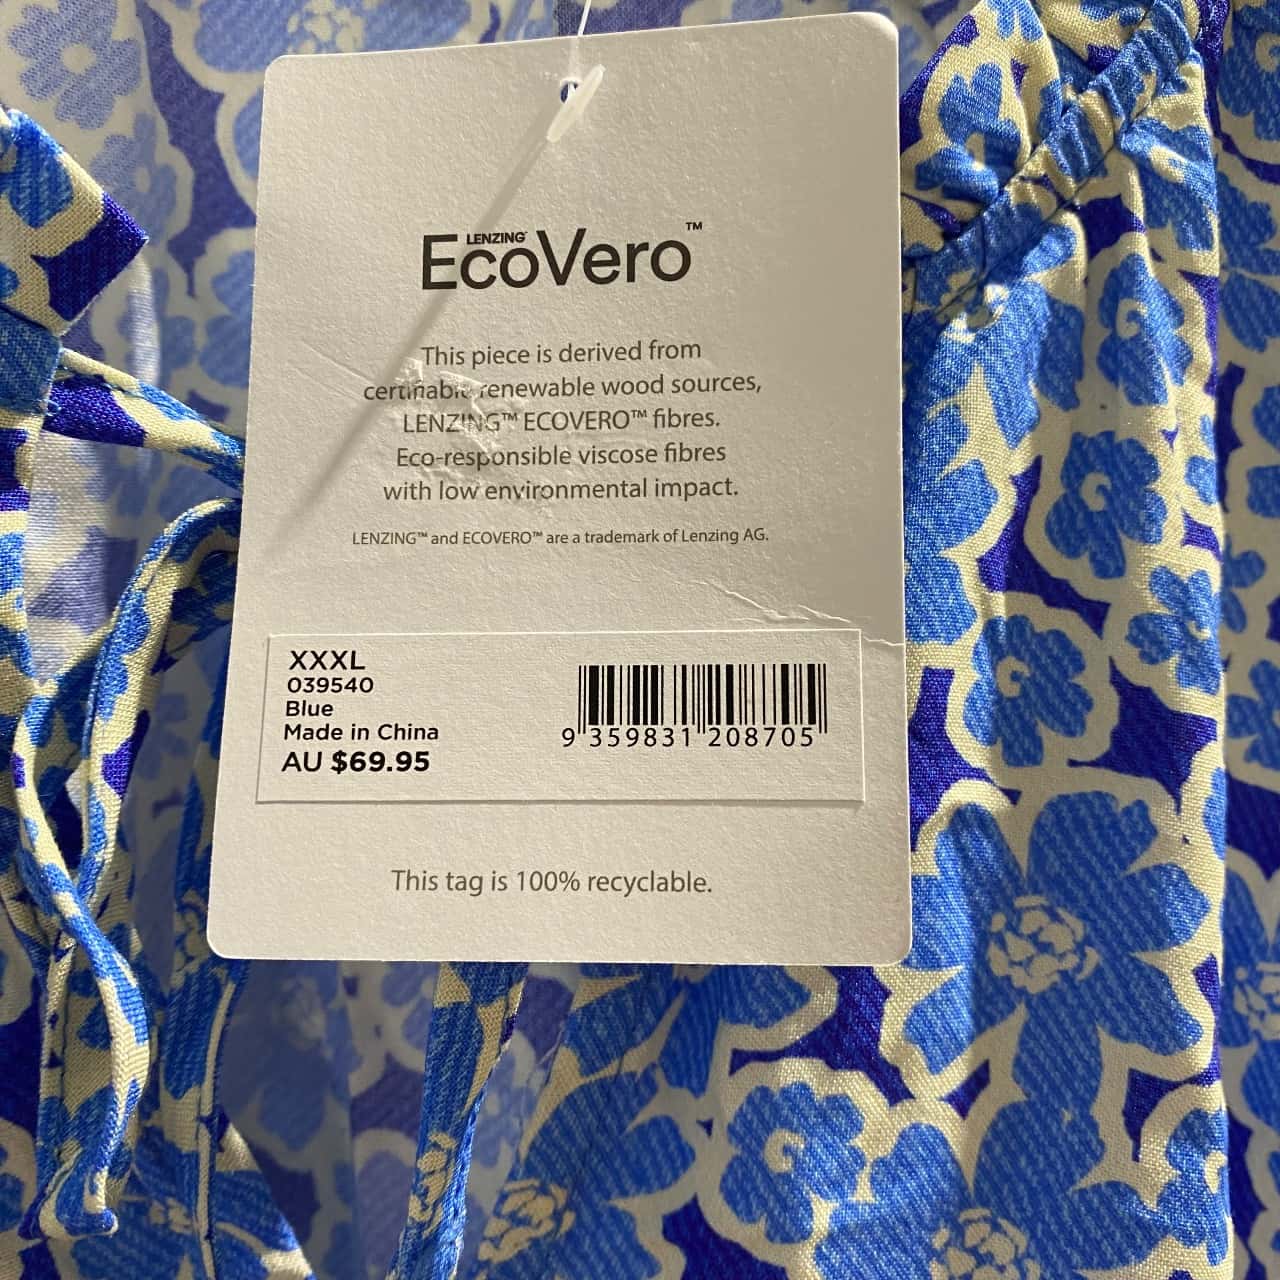 LENZING
EcoVero™
This piece is derived from
certifiable renewable wood sources,
LENZING™ ECOVERO™ fibres.
Eco-responsible viscose fibres
with low environmental impact.
LENZING™ and ECOVERO™ are a trademark of Lenzing AG.
XXXL
039540
Blue
Made in China
AU $69.95
9 359831 208705
This tag is 100% recyclable.